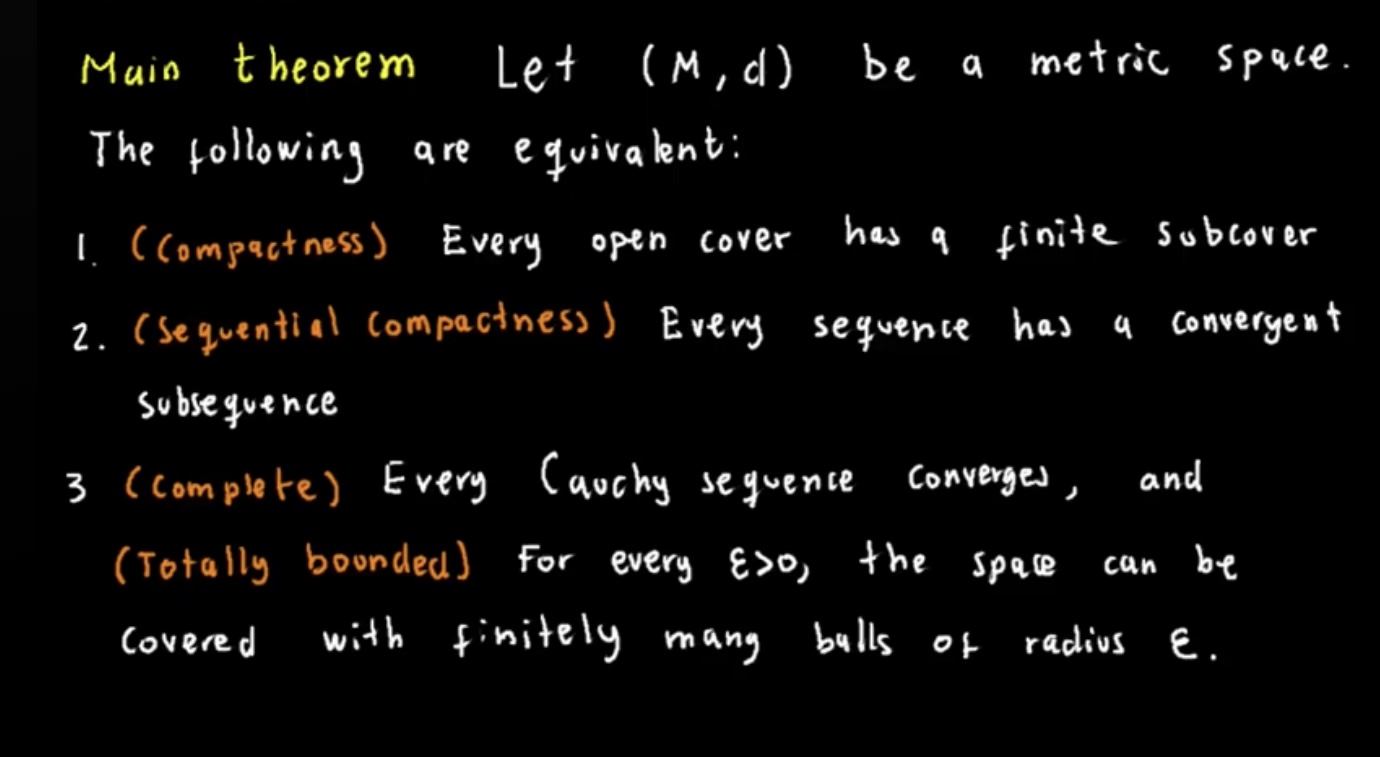 Main theorem Let (M,d) be a metric space.
The following are equivalent:
1. (Compactness) Every open cover has a finite subcover
2. (Sequential compactness) Every sequence has a convergent
subsequence
3 (Complete) Every Cauchy sequence converges, and
(Totally bounded) For every ε>0, the space can be
covered with finitely many balls of radius ε.